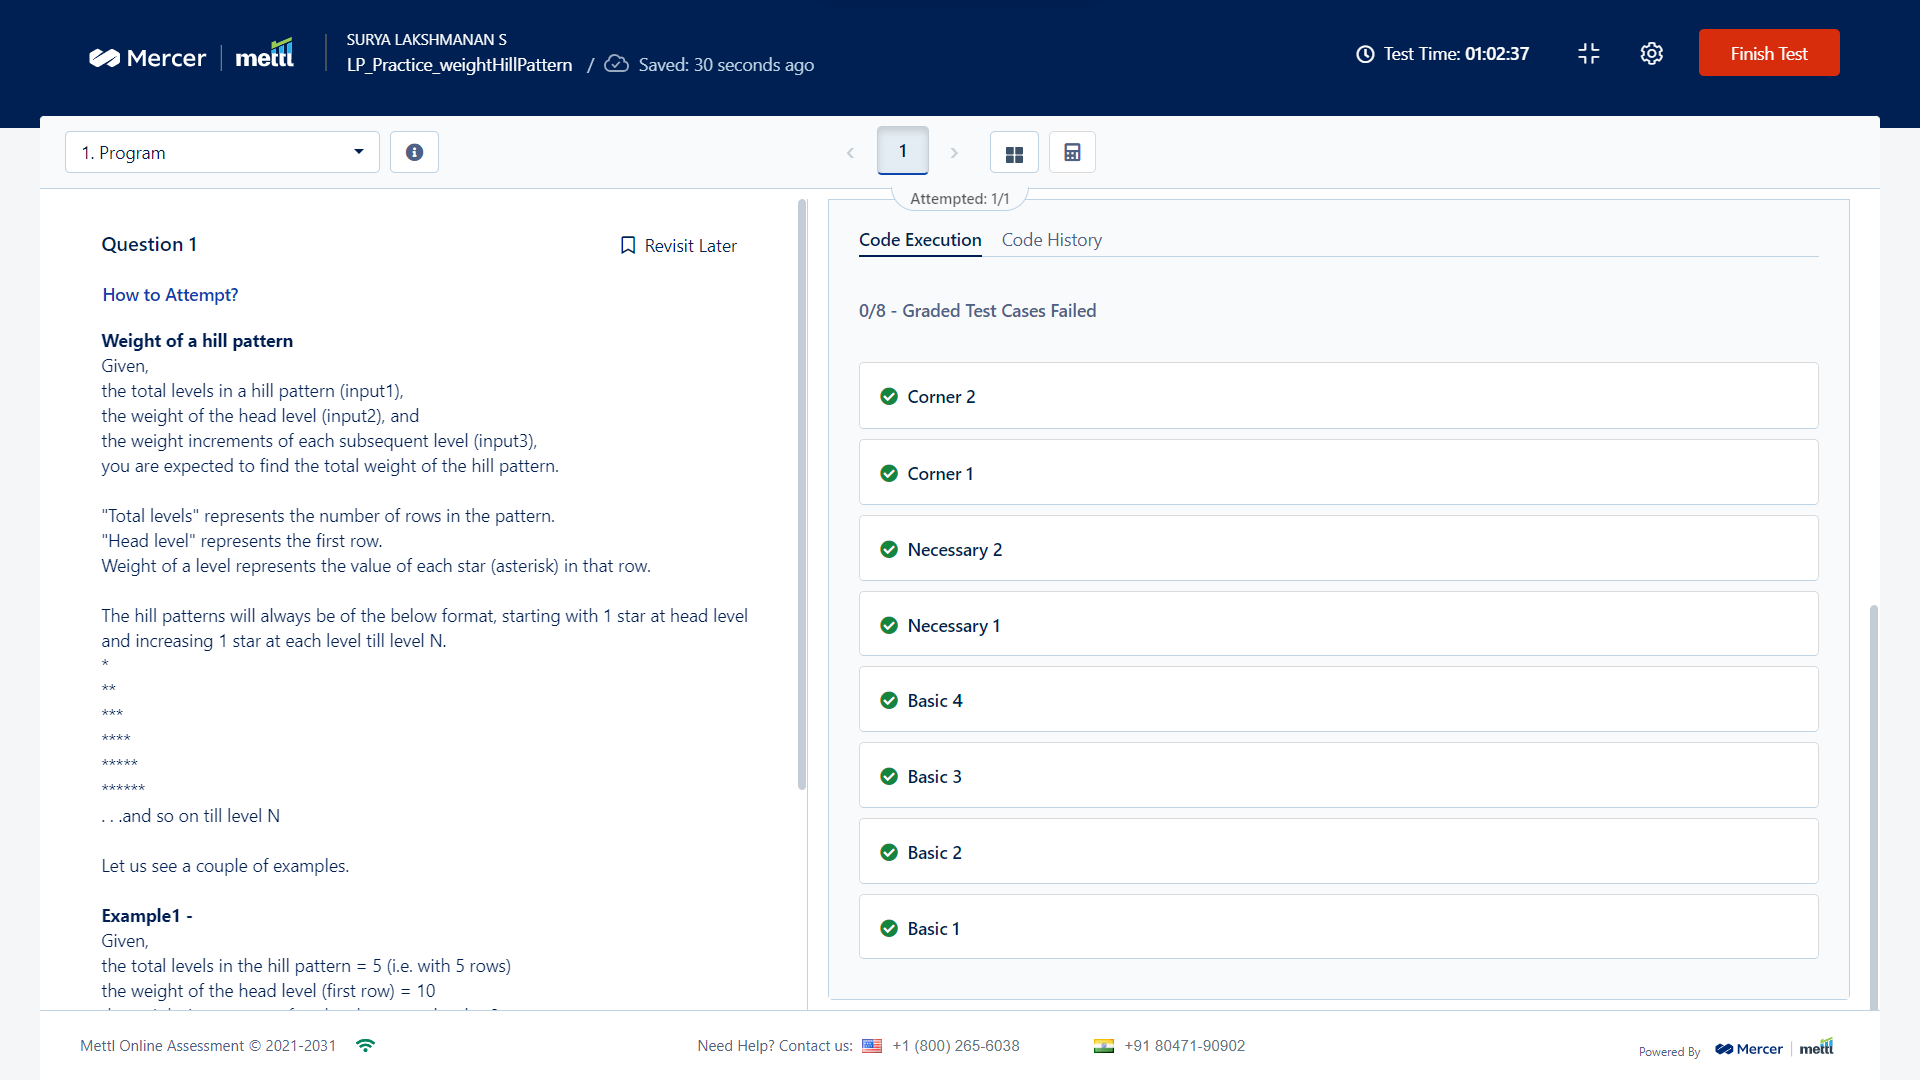 Mercer
mettl
SURYA LAKSHMANAN S
LP_Practice_weightHillPattern / Saved: 30 seconds ago
Test Time: 01:02:37
Finish Test
1. Program
1
Attempted: 1/1
Question 1
Revisit Later
How to Attempt?
Weight of a hill pattern
Given,
the total levels in a hill pattern (input1),
the weight of the head level (input2), and
the weight increments of each subsequent level (input3),
you are expected to find the total weight of the hill pattern.
"Total levels" represents the number of rows in the pattern.
"Head level" represents the first row.
Weight of a level represents the value of each star (asterisk) in that row.
The hill patterns will always be of the below format, starting with 1 star at head level
and increasing 1 star at each level till level N.
*
**
***
****
*****
******
. . .and so on till level N
Let us see a couple of examples.
Example1 -
Given,
the total levels in the hill pattern = 5 (i.e. with 5 rows)
the weight of the head level (first row) = 10
Code Execution
Code History
0/8 - Graded Test Cases Failed
Corner 2
Corner 1
Necessary 2
Necessary 1
Basic 4
Basic 3
Basic 2
Basic 1
Mettl Online Assessment © 2021-2031
Need Help? Contact us: +1 (800) 265-6038
+91 80471-90902
Powered By
Mercer
mettl